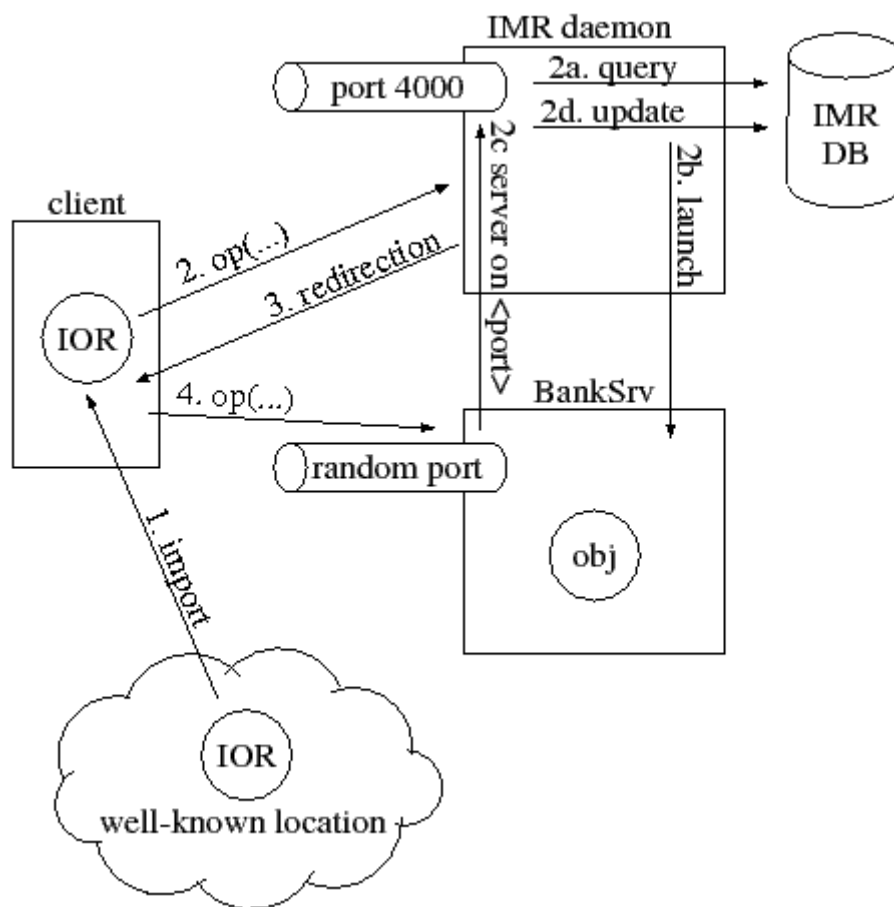 IMR daemon
port 4000
2a. query
2d. update
IMR
DB
2c server on <port>
2b. launch
client
2. op(...)
3. redirection
IOR
4. op(...)
BankSrv
random port
obj
1. import
IOR
well-known location